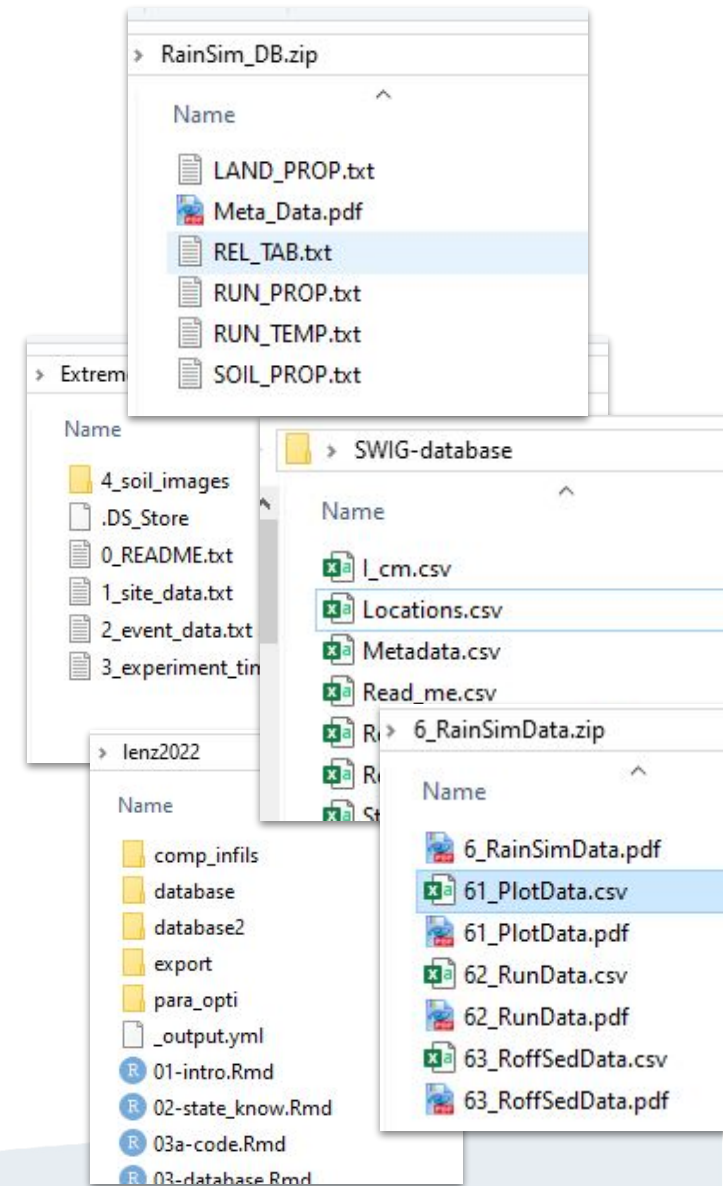 > RainSim_DB.zip
Name
LAND_PROP.txt
Meta_Data.pdf
REL_TAB.txt
RUN_PROP.txt
RUN_TEMP.txt
SOIL_PROP.txt
> Extrem
Name
4_soil_images
.DS_Store
0_README.txt
1_site_data.txt
2_event_data.txt
3_experiment_tim
> SWIG-database
Name
I_cm.csv
Locations.csv
Metadata.csv
Read_me.csv
> lenz2022
Name
comp_infils
database
database2
export
para_opti
_output.yml
01-intro.Rmd
02-state_know.Rmd
03a-code.Rmd
03-database.Rmd
> 6_RainSimData.zip
Name
6_RainSimData.pdf
61_PlotData.csv
61_PlotData.pdf
62_RunData.csv
62_RunData.pdf
63_RoffSedData.csv
63_RoffSedData.pdf